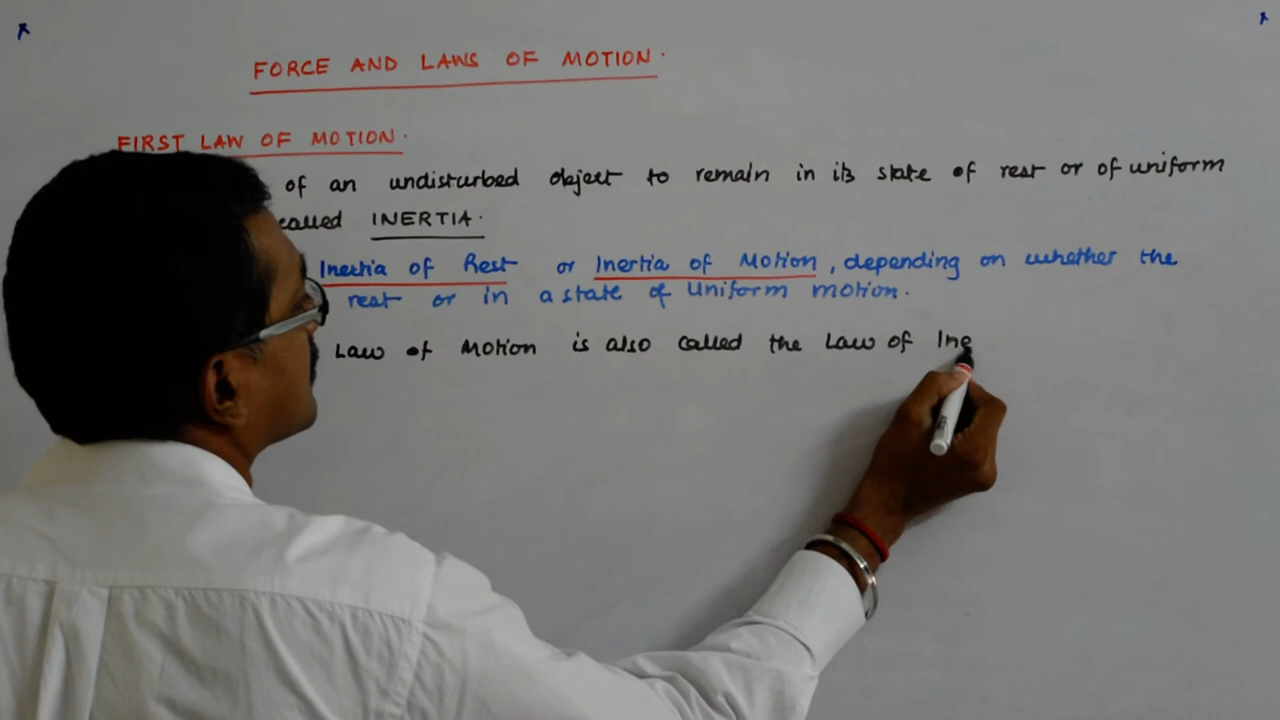 FORCE AND LAWS OF MOTION.
FIRST LAW OF MOTION.
of an undisturbed object to remain in its state of rest or of uniform
called INERTIA.
Inertia of Rest or Inertia of Motion, depending on whether the
rest or in a state of Uniform motion.
Law of Motion is also called the Law of Ine